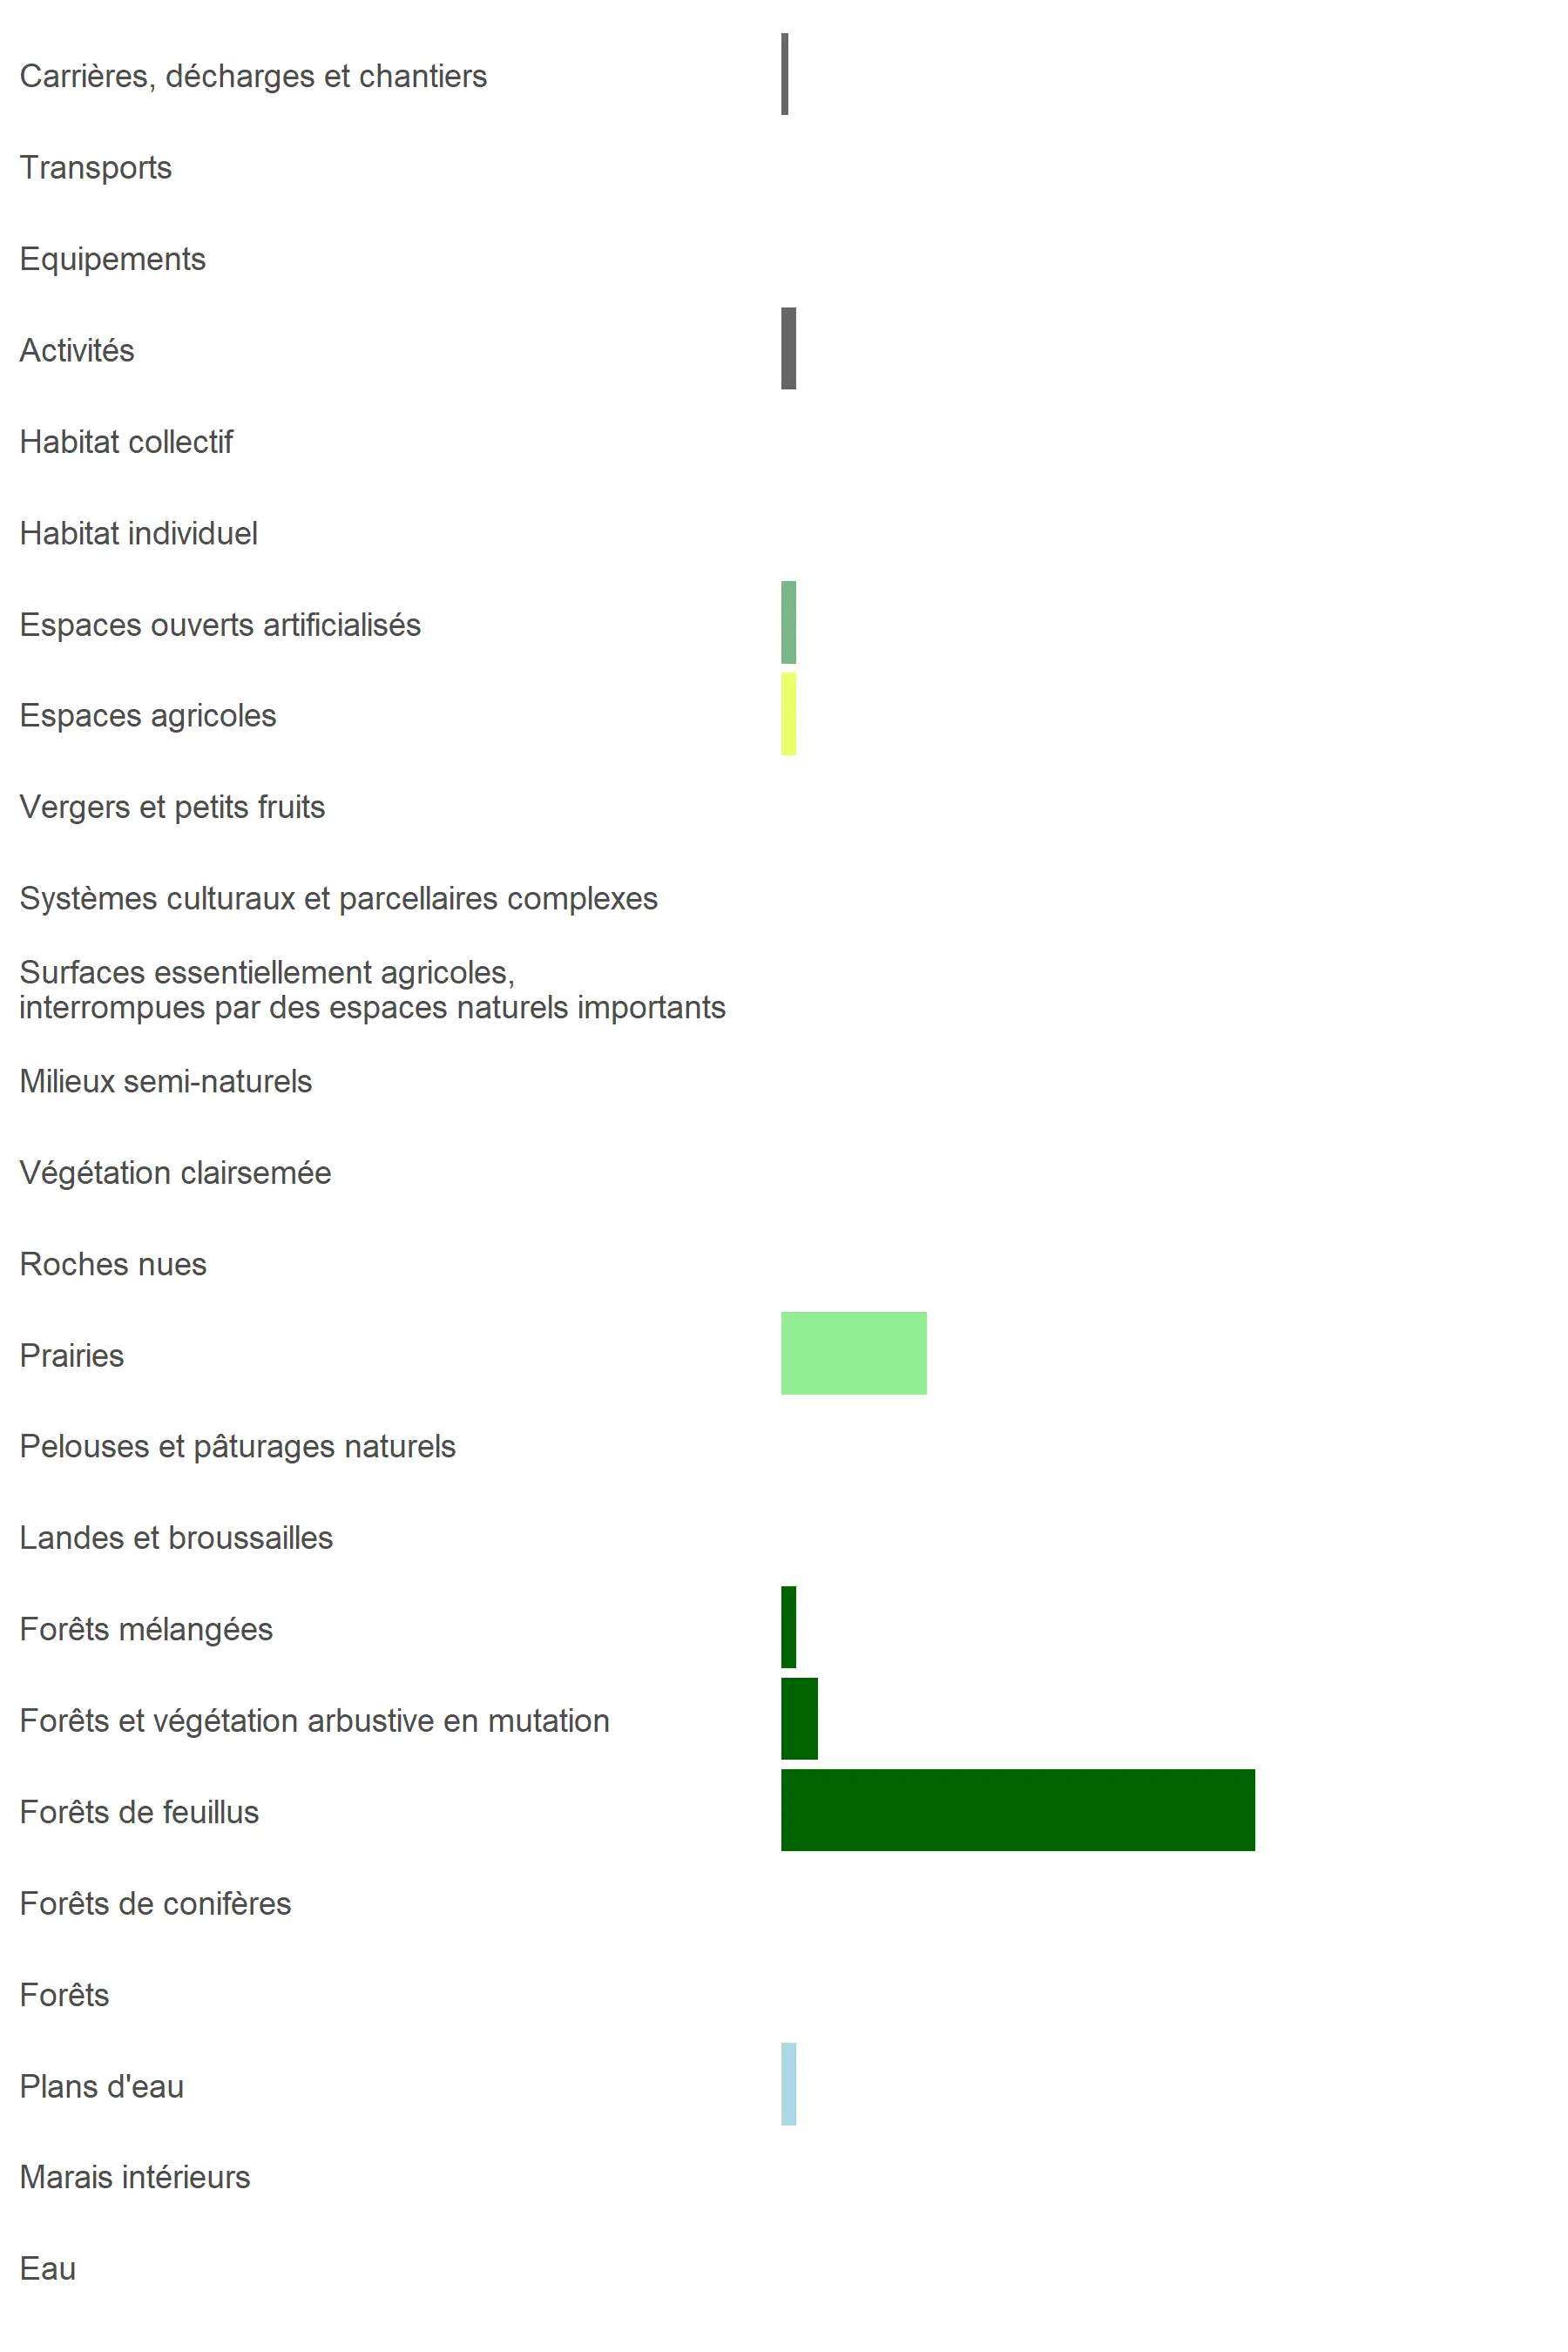 Carrières, décharges et chantiers
Transports
Equipements
Activités
Habitat collectif
Habitat individuel
Espaces ouverts artificialisés
Espaces agricoles
Vergers et petits fruits
Systèmes culturaux et parcellaires complexes
Surfaces essentiellement agricoles,
interrompues par des espaces naturels importants
Milieux semi-naturels
Végétation clairsemée
Roches nues
Prairies
Pelouses et pâturages naturels
Landes et broussailles
Forêts mélangées
Forêts et végétation arbustive en mutation
Forêts de feuillus
Forêts de conifères
Forêts
Plans d'eau
Marais intérieurs
Eau